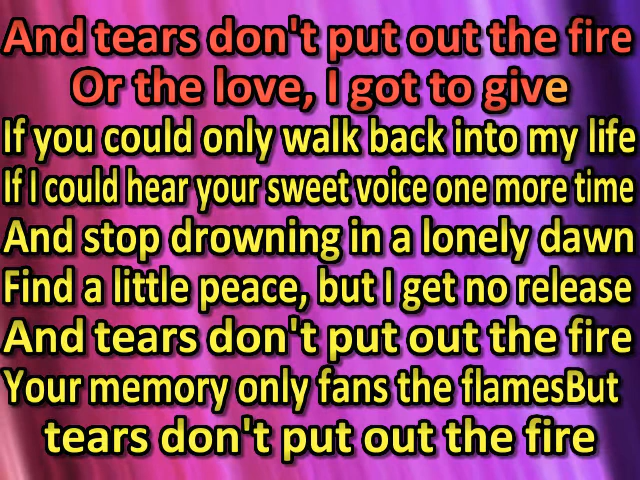 And tears don't put out the fire
Or the love, I got to give
If you could only walk back into my life
If I could hear your sweet voice one more time
And stop drowning in a lonely dawn
Find a little peace, but I get no release
And tears don't put out the fire
Your memory only fans the flamesBut
tears don't put out the fire